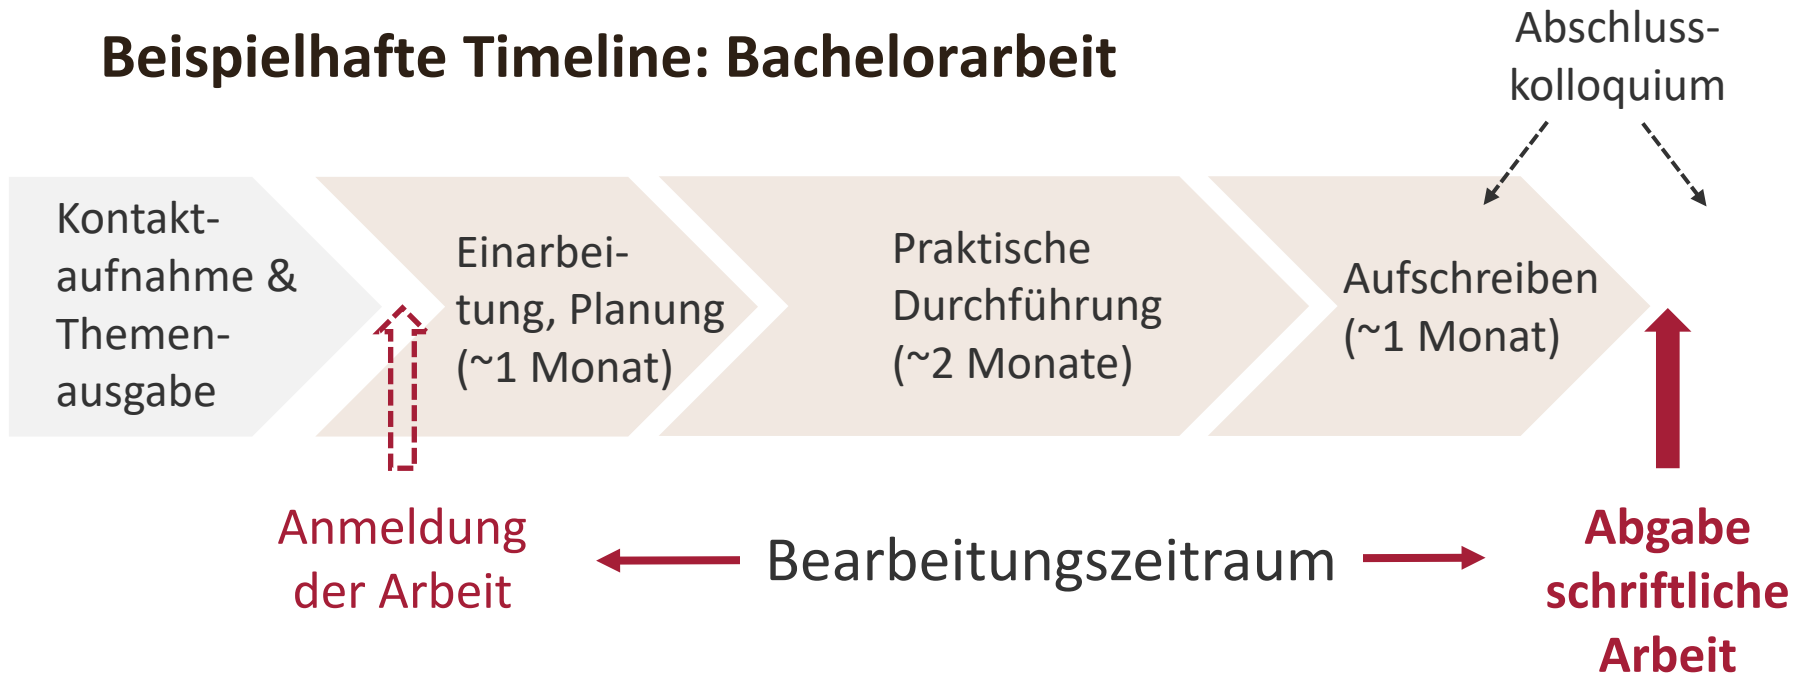 Beispielhafte Timeline: Bachelorarbeit
Abschluss-
kolloquium
Kontakt-
aufnahme &
Themen-
ausgabe
Einarbei-
tung, Planung
(~1 Monat)
Praktische
Durchführung
(~2 Monate)
Aufschreiben
(~1 Monat)
Anmeldung
der Arbeit
Bearbeitungszeitraum
Abgabe
schriftliche
Arbeit